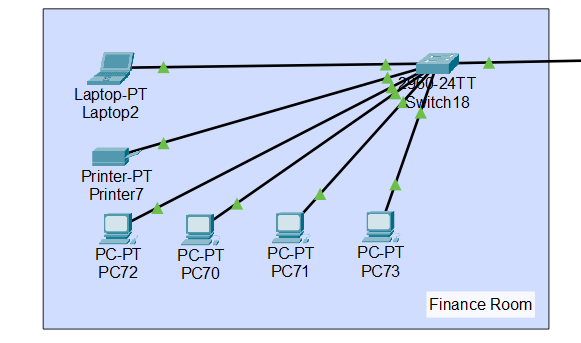 2960-24TT
Switch18
Laptop-PT
Laptop2
Printer-PT
Printer7
PC-PT
PC72
PC-PT
PC70
PC-PT
PC71
PC-PT
PC73
Finance Room